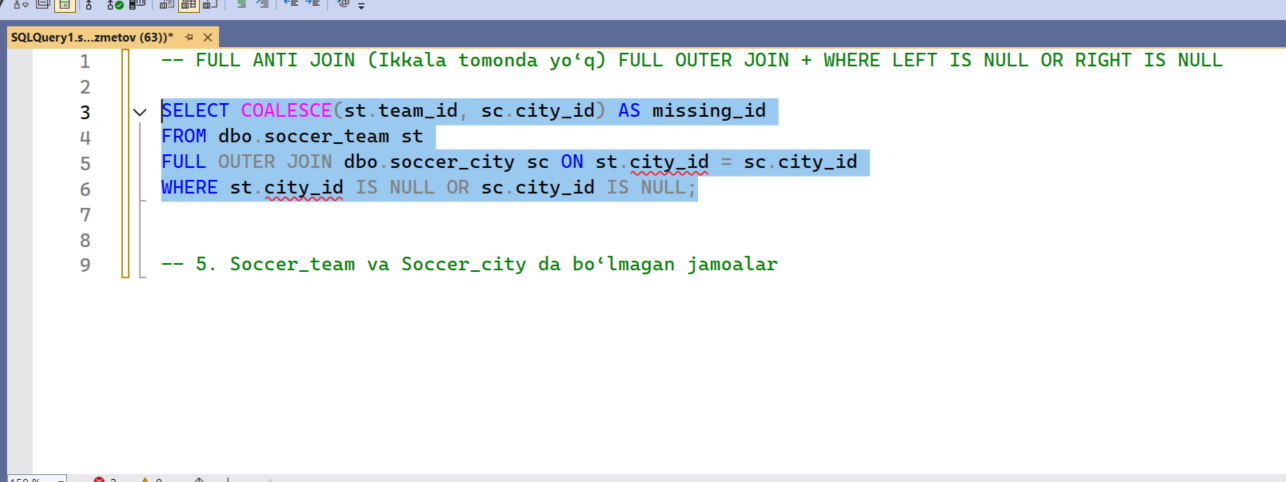 SQLQuery1.s...zmetov (63))*
1 -- FULL ANTI JOIN (Ikkala tomonda yo‘q) FULL OUTER JOIN + WHERE LEFT IS NULL OR RIGHT IS NULL
2
3 SELECT COALESCE(st.team_id, sc.city_id) AS missing_id
4 FROM dbo.soccer_team st
5 FULL OUTER JOIN dbo.soccer_city sc ON st.city_id = sc.city_id
6 WHERE st.city_id IS NULL OR sc.city_id IS NULL;
7
8
9 -- 5. Soccer_team va Soccer_city da bo‘lmagan jamoalar